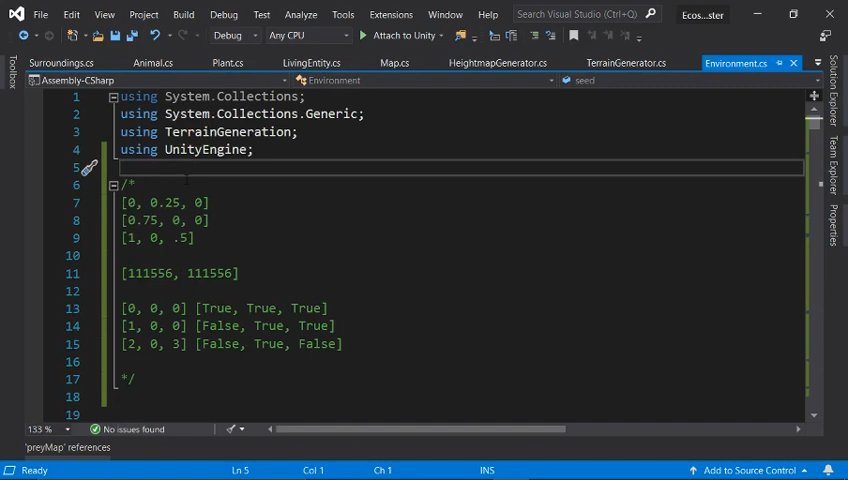 File Edit View Project Build Debug Test Analyze Tools Extensions Window Help Search Visual Studio (Ctrl+Q) Ecos...ster
Debug Any CPU Attach to Unity
Surroundings.cs Animal.cs Plant.cs LivingEntity.cs Map.cs HeightmapGenerator.cs TerrainGenerator.cs Environment.cs
Assembly-CSharp Environment seed
1 using System.Collections;
2 using System.Collections.Generic;
3 using TerrainGeneration;
4 using UnityEngine;
5
6 /*
7 [0, 0.25, 0]
8 [0.75, 0, 0]
9 [1, 0, .5]
10
11 [111556, 111556]
12
13 [0, 0, 0] [True, True, True]
14 [1, 0, 0] [False, True, True]
15 [2, 0, 3] [False, True, False]
16
17 */
18
19
133 % No issues found
'preyMap' references
Ready Ln 5 Col 1 Ch 1 INS Add to Source Control
Toolbox
Solution Explorer
Properties